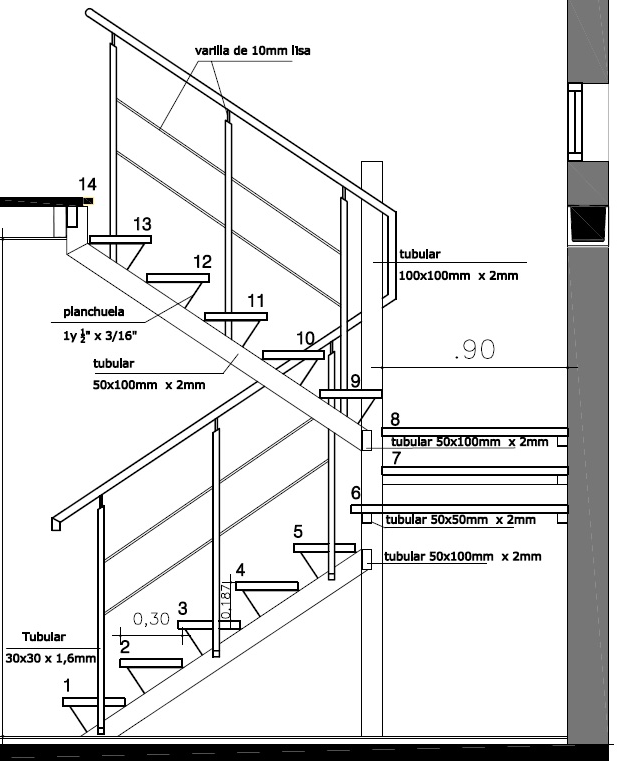 varilla de 10mm lisa
14
13
12
tubular
100x100mm x 2mm
planchuela
1y ½" x 3/16"
11
10
.90
tubular
50x100mm x 2mm
9
8
tubular 50x100mm x 2mm
7
6
tubular 50x50mm x 2mm
5
tubular 50x100mm x 2mm
4
0,187
0,30
3
Tubular
30x30 x 1,6mm
2
1